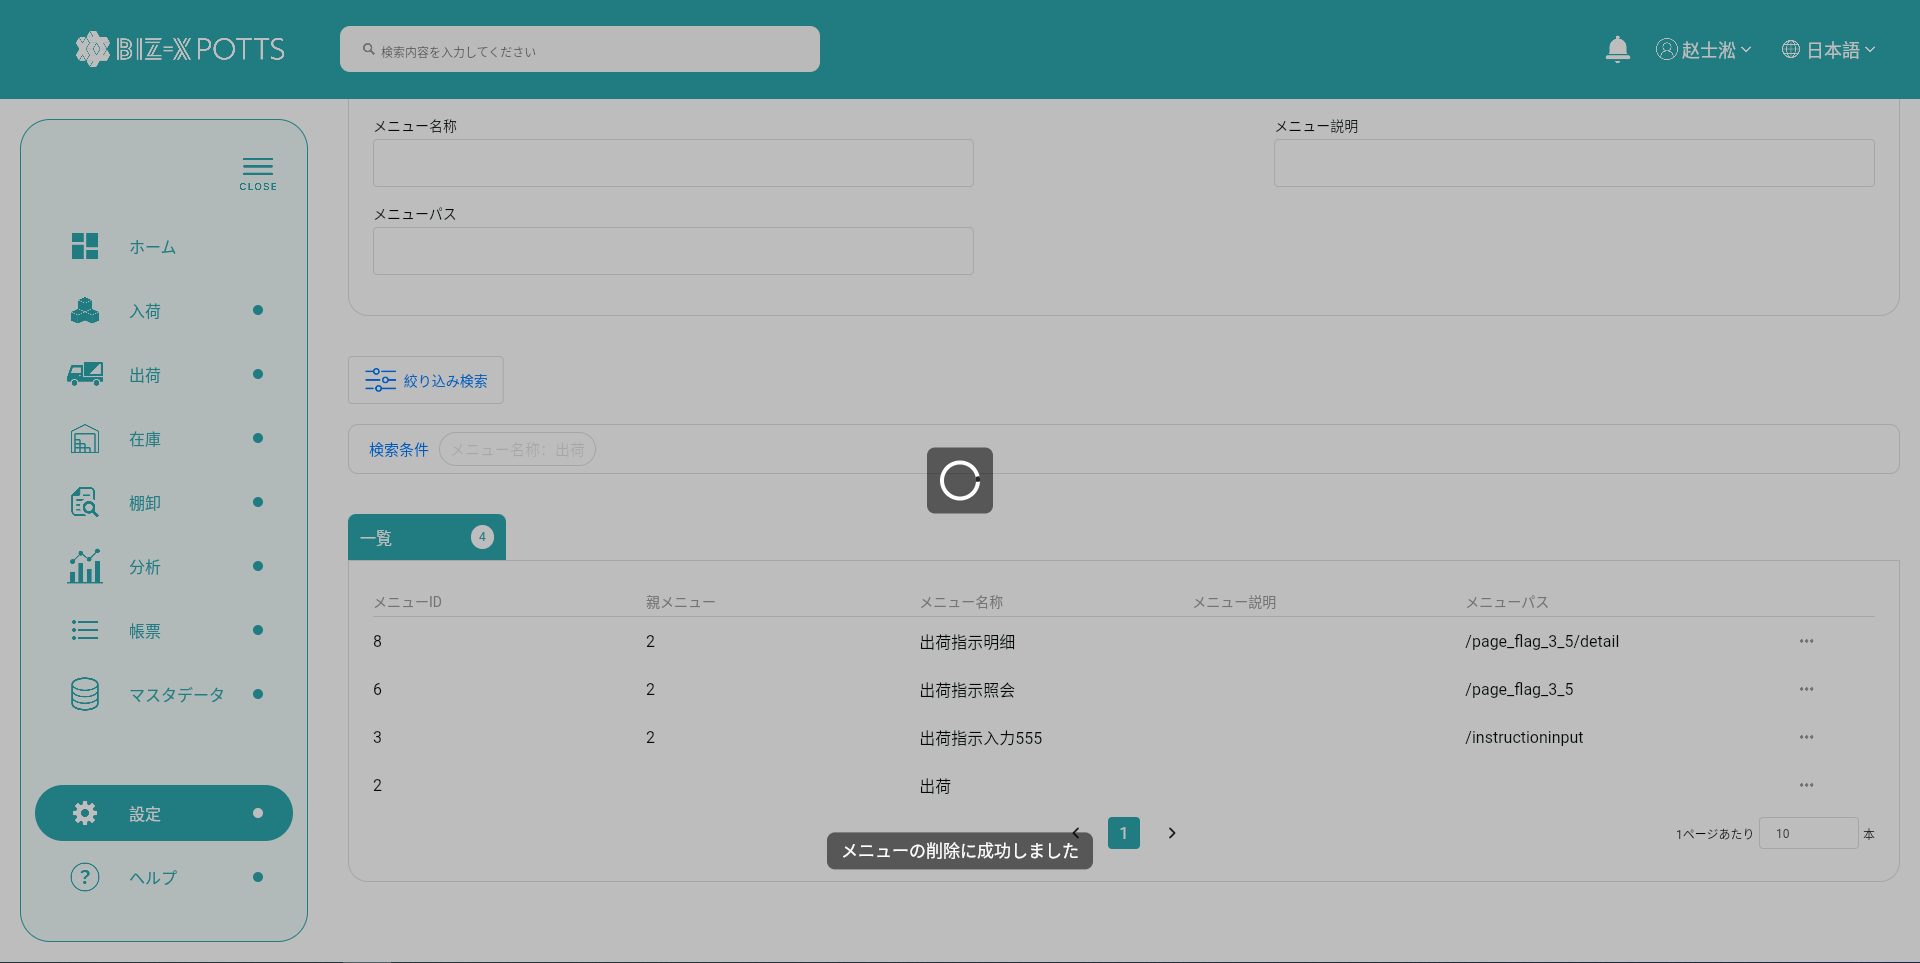 BIZ=X POTTS
検索内容を入力してください
赵士淞
日本語
CLOSE
ホーム
入荷
出荷
在庫
棚卸
分析
帳票
マスタデータ
設定
? ヘルプ
メニュー名称
メニュー説明
メニューパス
絞り込み検索
検索条件 メニュー名称：出荷
一覧 4
メニューID 親メニュー メニュー名称 メニュー説明 メニューパス
8 2 出荷指示明细 /page_flag_3_5/detail ···
6 2 出荷指示照会 /page_flag_3_5 ···
3 2 出荷指示入力555 /instructioninput ···
2 出荷 ···
1
1ページあたり 10 本
メニューの削除に成功しました